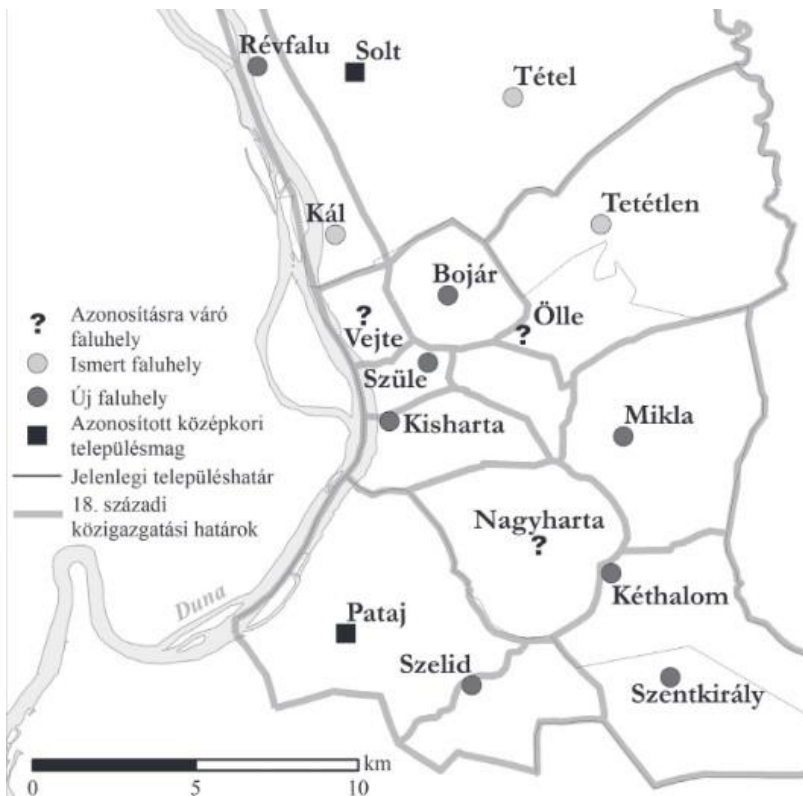 Révfalu
Solt
Tétel
Tetétlen
Kál
Bojár
Ölle
?
?
Vejte
Szüle
Kisharta
Mikla
Nagyharta
?
Kéthalom
Duna
Pataj
Szelid
Szentkirály
? Azonosításra váró
faluhely
Ismert faluhely
Új faluhely
Azonosított középkori
településmag
Jelenlegi településhatár
18. századi
közigazgatási határok
km
0 5 10